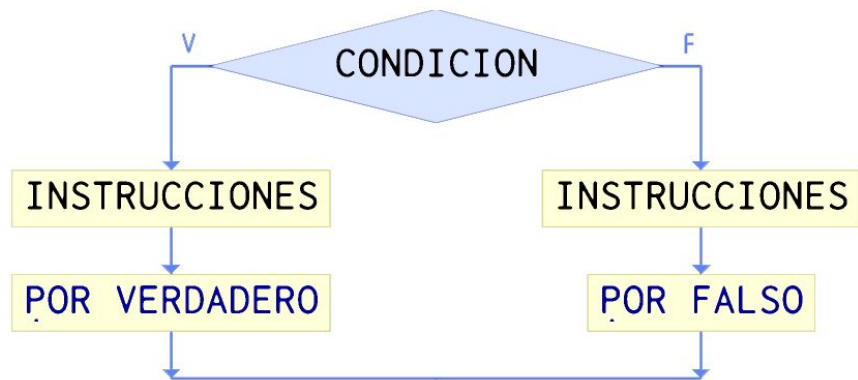 V
F
CONDICION
INSTRUCCIONES
INSTRUCCIONES
POR VERDADERO
POR FALSO